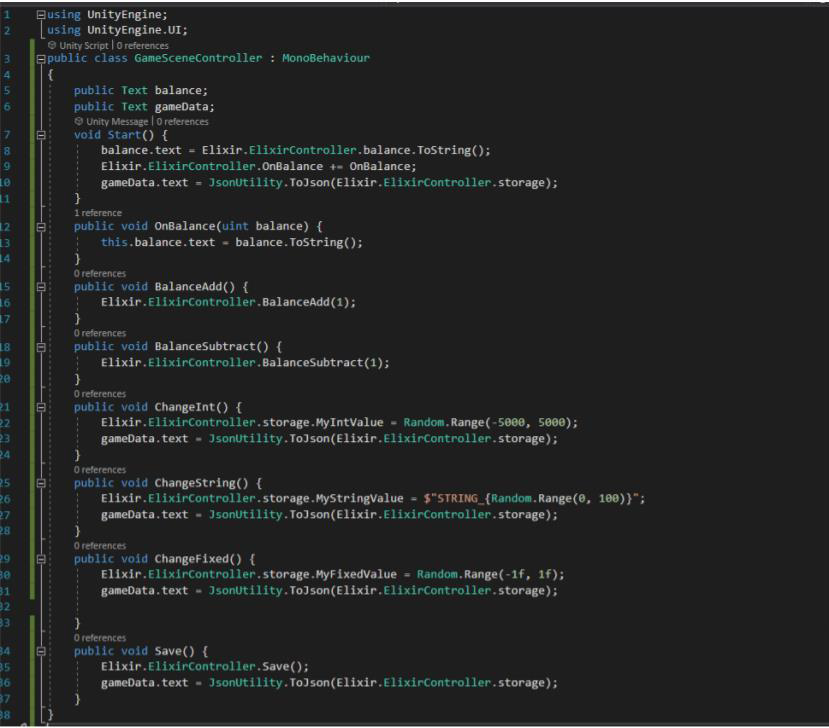 1 using UnityEngine;
2 using UnityEngine.UI;
Unity Script | 0 references
3 public class GameSceneController : MonoBehaviour
4 {
5 public Text balance;
6 public Text gameData;
Unity Message | 0 references
7 void Start() {
8 balance.text = Elixir.ElixirController.balance.ToString();
9 Elixir.ElixirController.OnBalance += OnBalance;
10 gameData.text = JsonUtility.ToJson(Elixir.ElixirController.storage);
11 }
1 reference
12 public void OnBalance(uint balance) {
13 this.balance.text = balance.ToString();
14 }
0 references
15 public void BalanceAdd() {
16 Elixir.ElixirController.BalanceAdd(1);
17 }
0 references
18 public void BalanceSubtract() {
19 Elixir.ElixirController.BalanceSubtract(1);
20 }
0 references
21 public void ChangeInt() {
22 Elixir.ElixirController.storage.MyIntValue = Random.Range(-5000, 5000);
23 gameData.text = JsonUtility.ToJson(Elixir.ElixirController.storage);
24 }
0 references
25 public void ChangeString() {
26 Elixir.ElixirController.storage.MyStringValue = $"STRING_{Random.Range(0, 100)}";
27 gameData.text = JsonUtility.ToJson(Elixir.ElixirController.storage);
28 }
0 references
29 public void ChangeFixed() {
30 Elixir.ElixirController.storage.MyFixedValue = Random.Range(-1f, 1f);
31 gameData.text = JsonUtility.ToJson(Elixir.ElixirController.storage);
32
33 }
0 references
34 public void Save() {
35 Elixir.ElixirController.Save();
36 gameData.text = JsonUtility.ToJson(Elixir.ElixirController.storage);
37 }
38 }